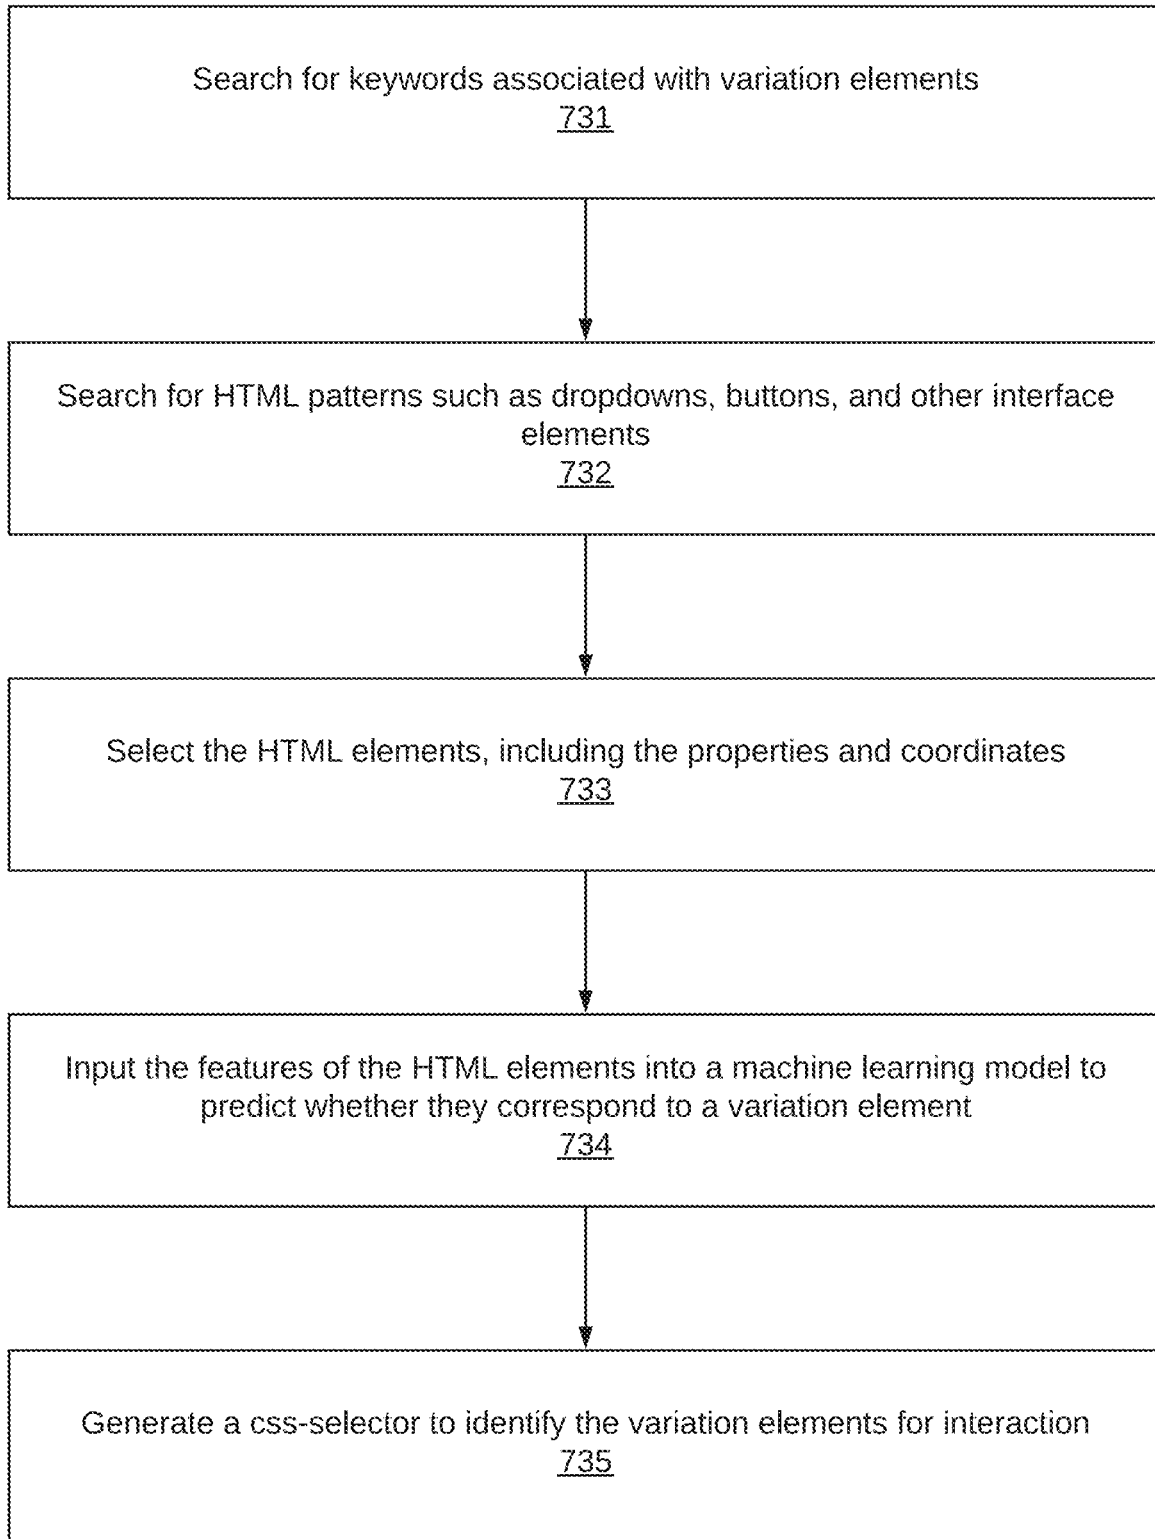 Search for keywords associated with variation elements
731
Search for HTML patterns such as dropdowns, buttons, and other interface
elements
732
Select the HTML elements, including the properties and coordinates
733
Input the features of the HTML elements into a machine learning model to
predict whether they correspond to a variation element
734
Generate a css-selector to identify the variation elements for interaction
735